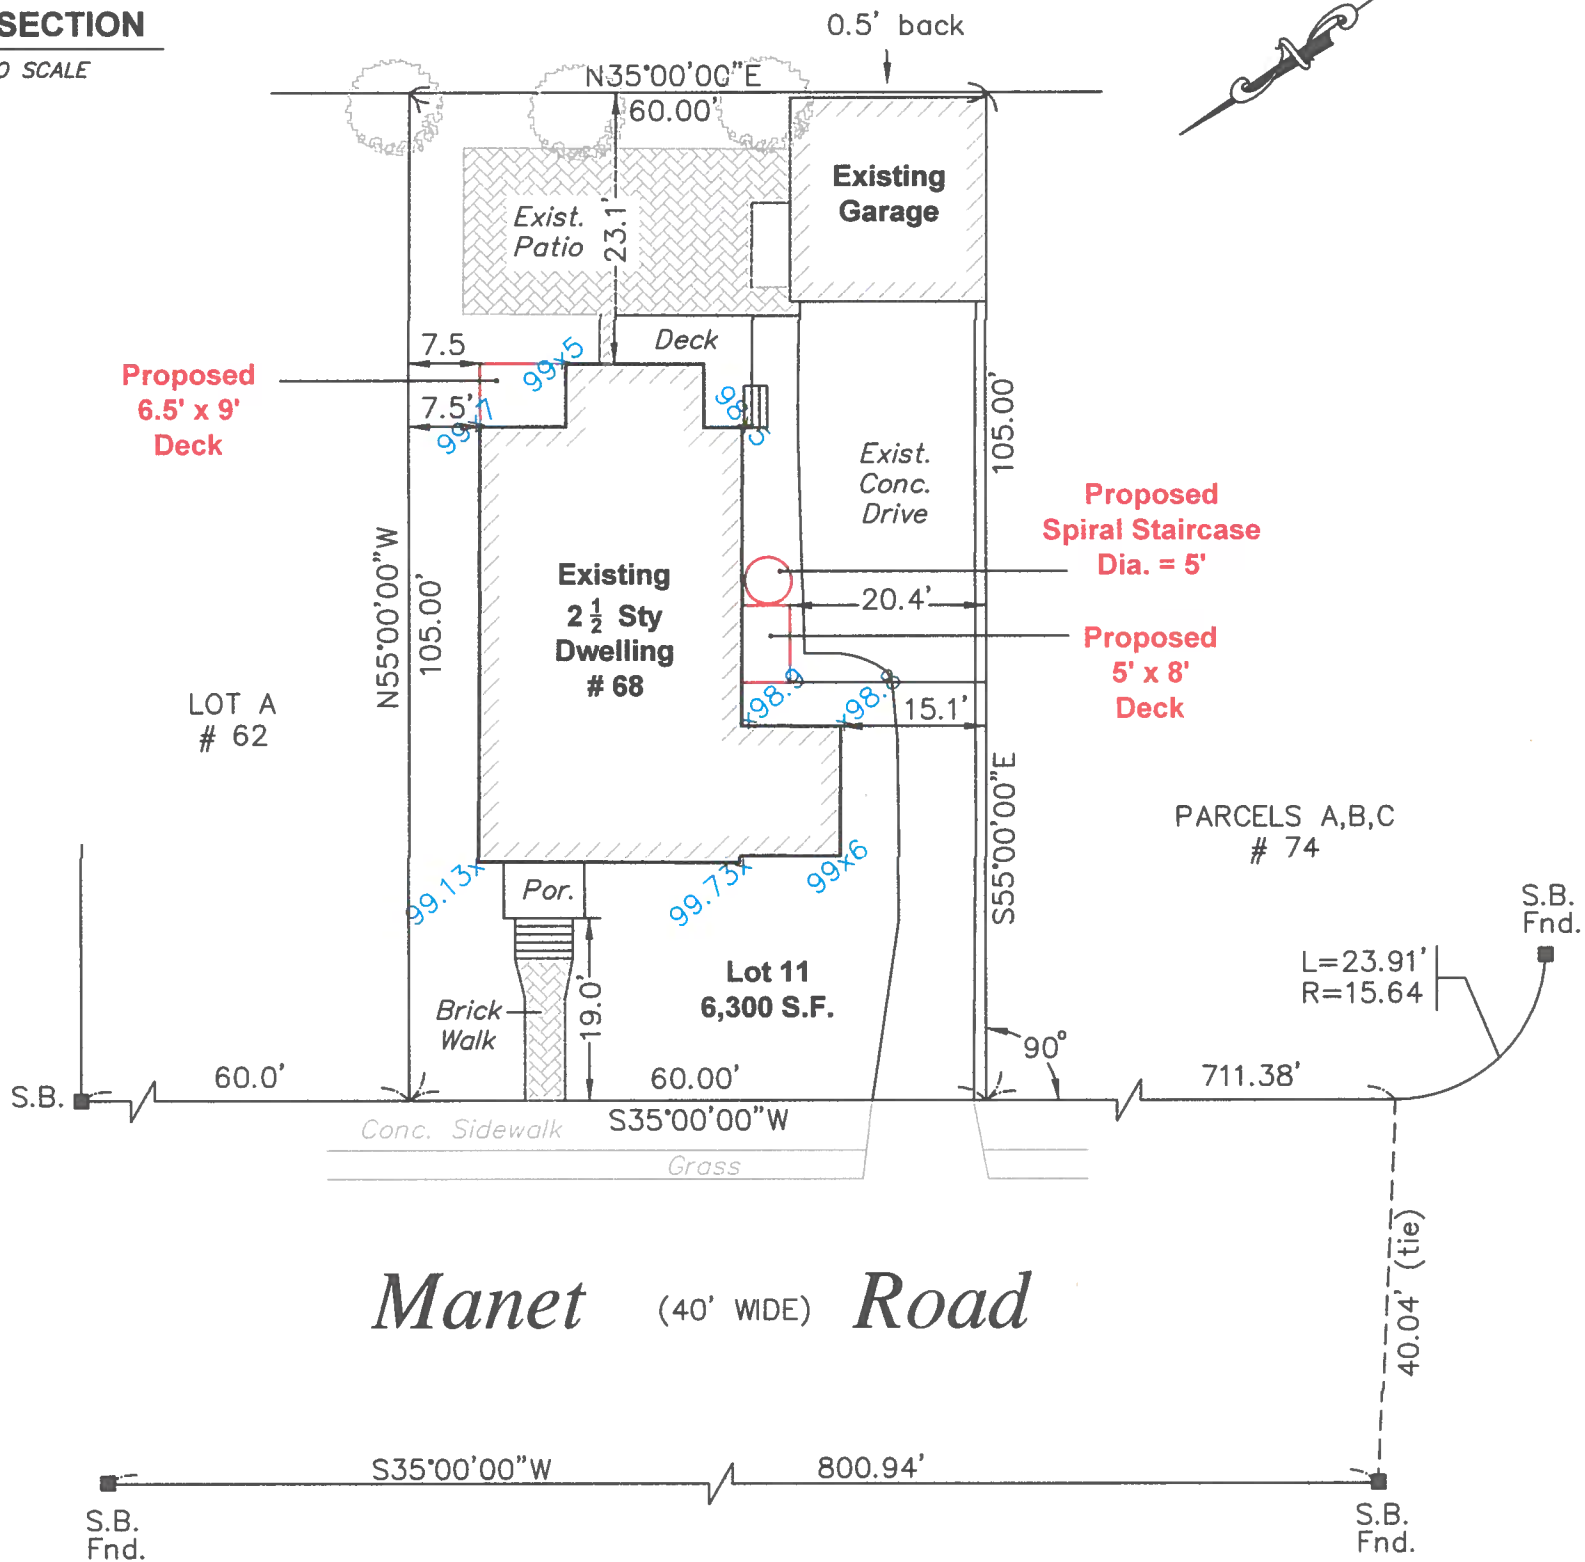 SECTION
O SCALE
0.5' back
N35°00'00"E
60.00'
Existing
Garage
Exist.
Patio
23.1'
Deck
7.5
7.5'
99x5
99x7
98x5
Proposed
6.5' x 9'
Deck
Exist.
Conc.
Drive
105.00'
Proposed
Spiral Staircase
Dia. = 5'
N55°00'00"W
105.00'
Existing
2 ½ Sty
Dwelling
# 68
20.4'
Proposed
5' x 8'
Deck
x98.9
x98.9
15.1'
LOT A
# 62
S55°00'00"E
PARCELS A,B,C
# 74
99.13x
99.73x
99x6
Por.
S.B.
Fnd.
L=23.91'
R=15.64
Lot 11
6,300 S.F.
Brick
Walk
19.0'
90°
S.B.
60.0'
60.00'
711.38'
S35°00'00"W
Conc. Sidewalk
Grass
40.04' (tie)
Manet (40' WIDE) Road
S35°00'00"W
800.94'
S.B.
Fnd.
S.B.
Fnd.